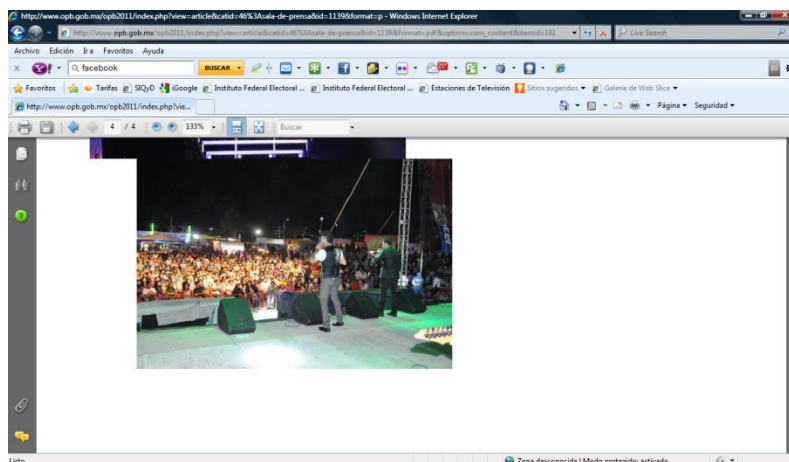 http://www.opb.gob.mx/opb2011/index.php?view=article&catid=46%3Asala-de-prensa&id=1139&format=p - Windows Internet Explorer
http://www.opb.gob.mx/opb2011/index.php?view=article&catid=46%3Asala-de-prensa&id=1139&format=pdf&option=com_content&Itemid=181 Live Search
Archivo Edición Ir a Favoritos Ayuda
facebook BUSCAR
Favoritos Tarifas SIQyD iGoogle Instituto Federal Electoral ... Instituto Federal Electoral ... Estaciones de Televisión Sitios sugeridos Galería de Web Slice
http://www.opb.gob.mx/opb2011/index.php?vie... Página Seguridad
4 / 4 133% Buscar
Listo Zona desconocida | Modo protegido: activado